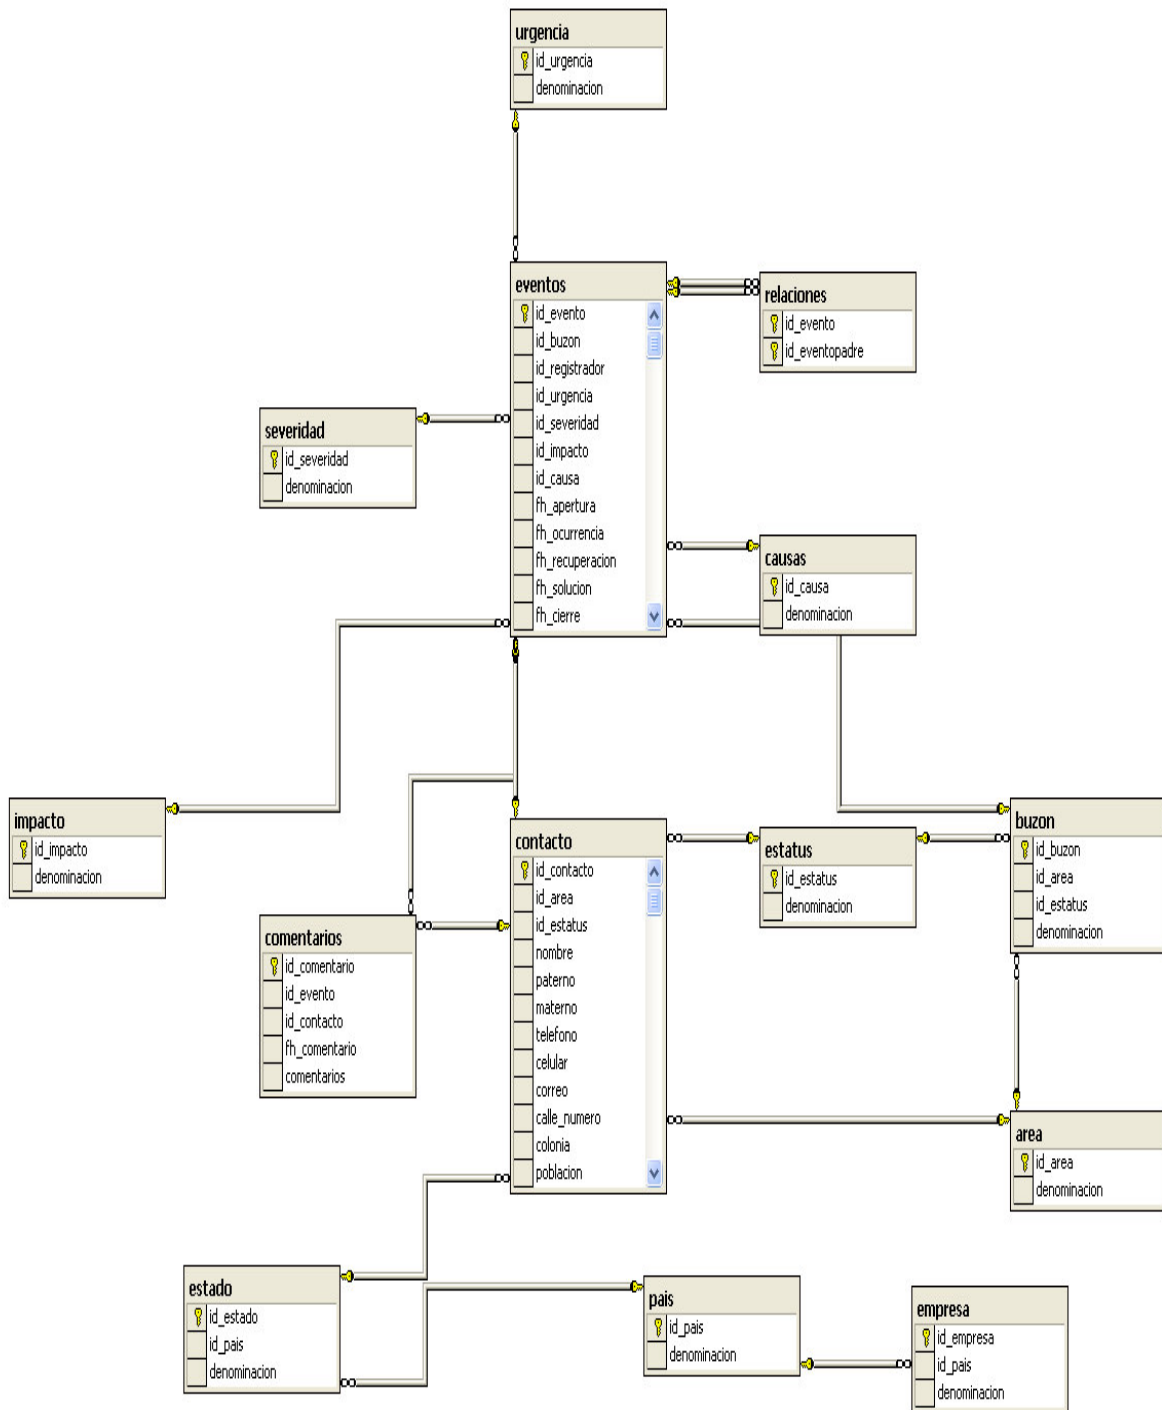 urgencia
id_urgencia
denominacion
eventos
id_evento
id_buzon
id_registrador
id_urgencia
id_severidad
id_impacto
id_causa
fh_apertura
fh_ocurrencia
fh_recuperacion
fh_solucion
fh_cierre
relaciones
id_evento
id_eventopadre
severidad
id_severidad
denominacion
causas
id_causa
denominacion
impacto
id_impacto
denominacion
contacto
id_contacto
id_area
id_estatus
nombre
paterno
materno
telefono
celular
correo
calle_numero
colonia
poblacion
estatus
id_estatus
denominacion
buzon
id_buzon
id_area
id_estatus
denominacion
comentarios
id_comentario
id_evento
id_contacto
fh_comentario
comentarios
area
id_area
denominacion
estado
id_estado
id_pais
denominacion
pais
id_pais
denominacion
empresa
id_empresa
id_pais
denominacion